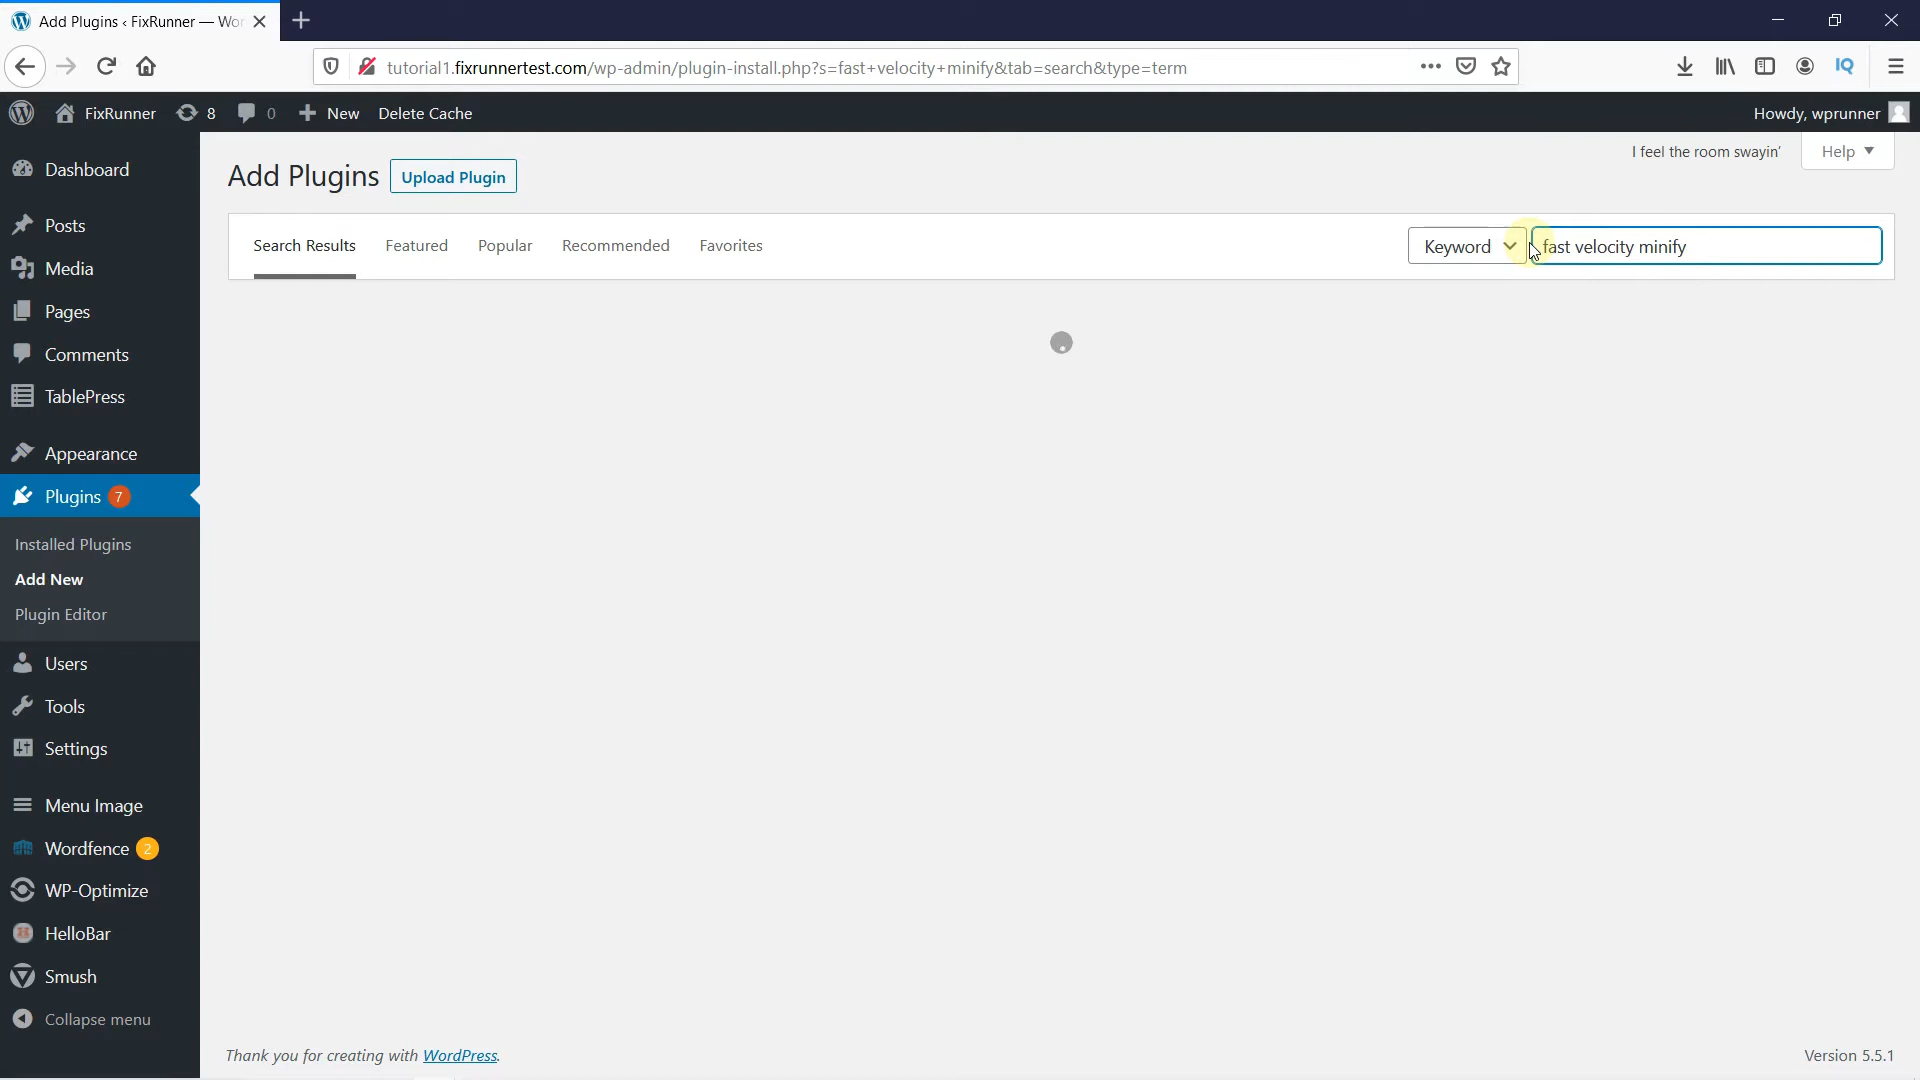 Add Plugins ‹ FixRunner — Wor
tutorial1.fixrunnertest.com/wp-admin/plugin-install.php?s=fast+velocity+minify&tab=search&type=term
IQ
FixRunner 8 0 New Delete Cache Howdy, wprunner
I feel the room swayin' Help
Add Plugins Upload Plugin
Search Results Featured Popular Recommended Favorites Keyword fast velocity minify
Dashboard
Posts
Media
Pages
Comments
TablePress
Appearance
Plugins 7
Installed Plugins
Add New
Plugin Editor
Users
Tools
Settings
Menu Image
Wordfence 2
WP-Optimize
HelloBar
Smush
Collapse menu
Thank you for creating with WordPress. Version 5.5.1